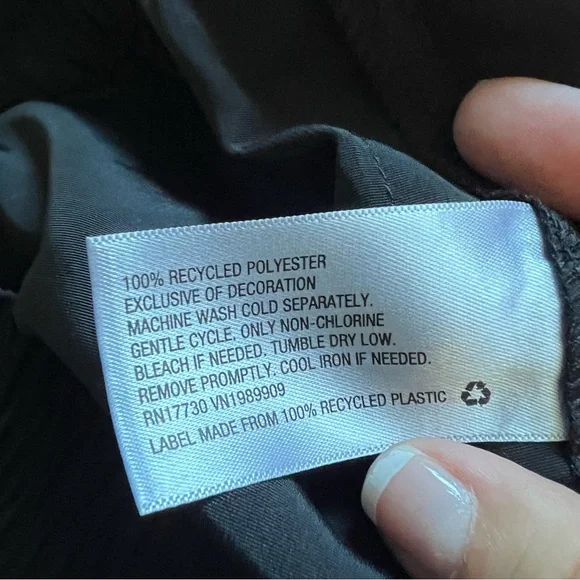 100% RECYCLED POLYESTER
EXCLUSIVE OF DECORATION
MACHINE WASH COLD SEPARATELY.
GENTLE CYCLE. ONLY NON-CHLORINE
BLEACH IF NEEDED. TUMBLE DRY LOW.
REMOVE PROMPTLY. COOL IRON IF NEEDED.
RN17730 VN1989909
LABEL MADE FROM 100% RECYCLED PLASTIC